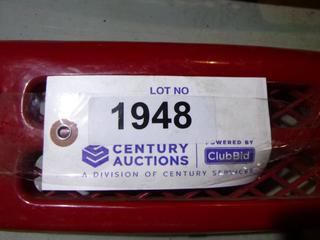 LOT NO
1948
CENTURY
AUCTIONS
POWERED BY
ClubBid
A DIVISION OF CENTURY SERVICES